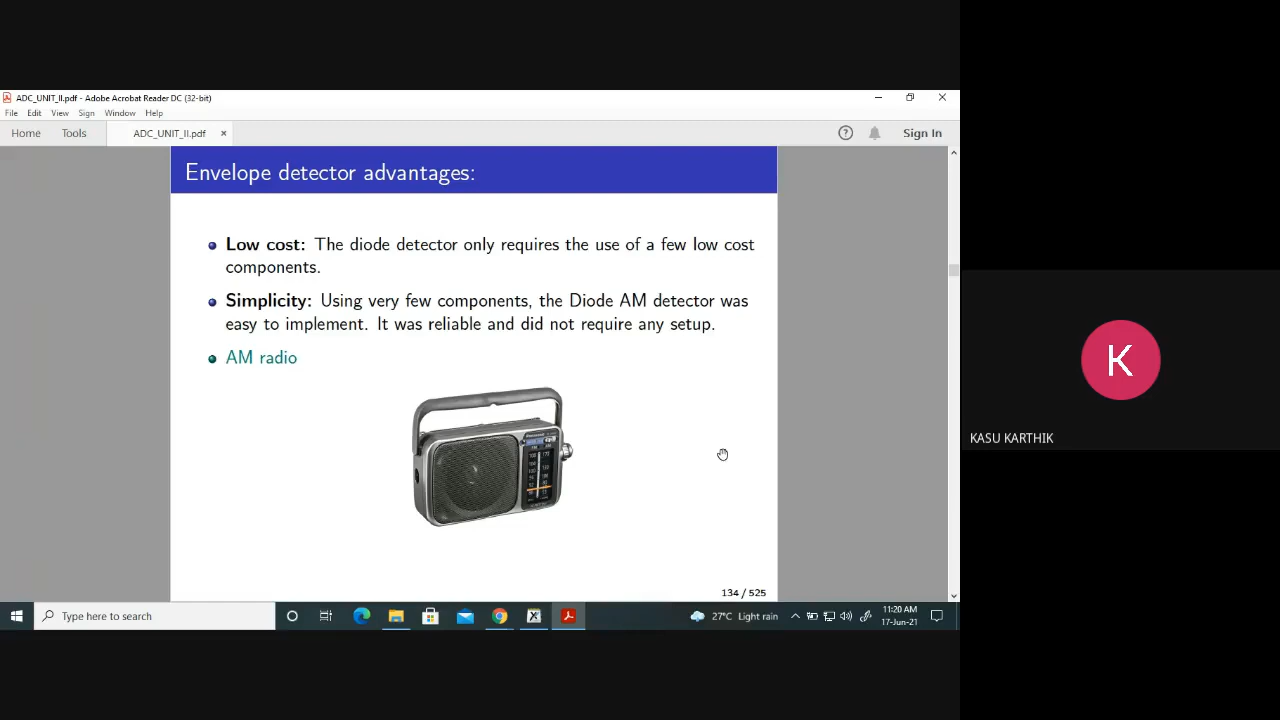 ADC_UNIT_II.pdf - Adobe Acrobat Reader DC (32-bit)
File Edit View Sign Window Help
Home Tools ADC_UNIT_II.pdf × Sign In
Envelope detector advantages:
Low cost: The diode detector only requires the use of a few low cost
components.
Simplicity: Using very few components, the Diode AM detector was
easy to implement. It was reliable and did not require any setup.
AM radio
134 / 525
K
KASU KARTHIK
Type here to search
27°C Light rain
11:20 AM
17-Jun-21